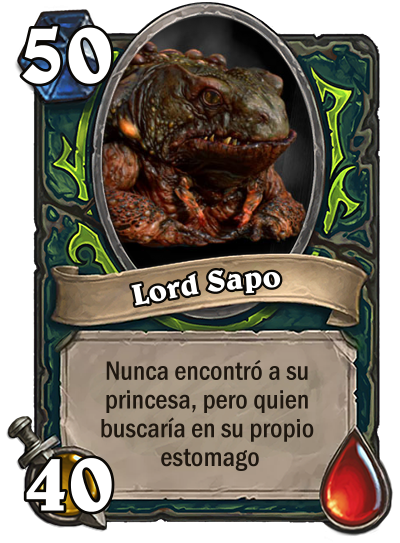 50
Lord Sapo
Nunca encontró a su
princesa, pero quien
buscaría en su propio
estomago
40